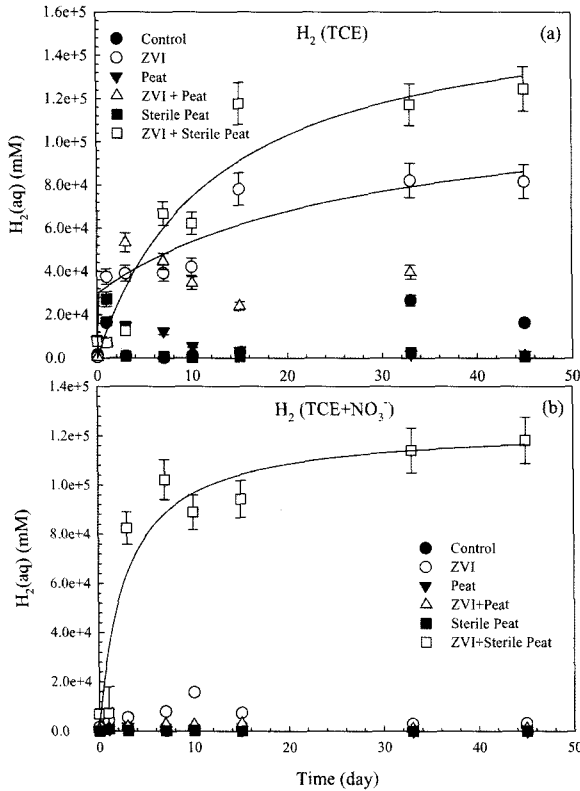 1.6e+5
1.4e+5
1.2e+5
1.0e+5
8.0e+4
6.0e+4
4.0e+4
2.0e+4
0.0
H₂(aq) (mM)
H₂ (TCE)
(a)
Control
ZVI
Peat
ZVI + Peat
Sterile Peat
ZVI + Sterile Peat
0 10 20 30 40 50
1.4e+5
1.2e+5
1.0e+5
8.0e+4
6.0e+4
4.0e+4
2.0e+4
0.0
H₂(aq) (mM)
H₂ (TCE+NO₃⁻)
(b)
Control
ZVI
Peat
ZVI+Peat
Sterile Peat
ZVI+Sterile Peat
0 10 20 30 40 50
Time (day)